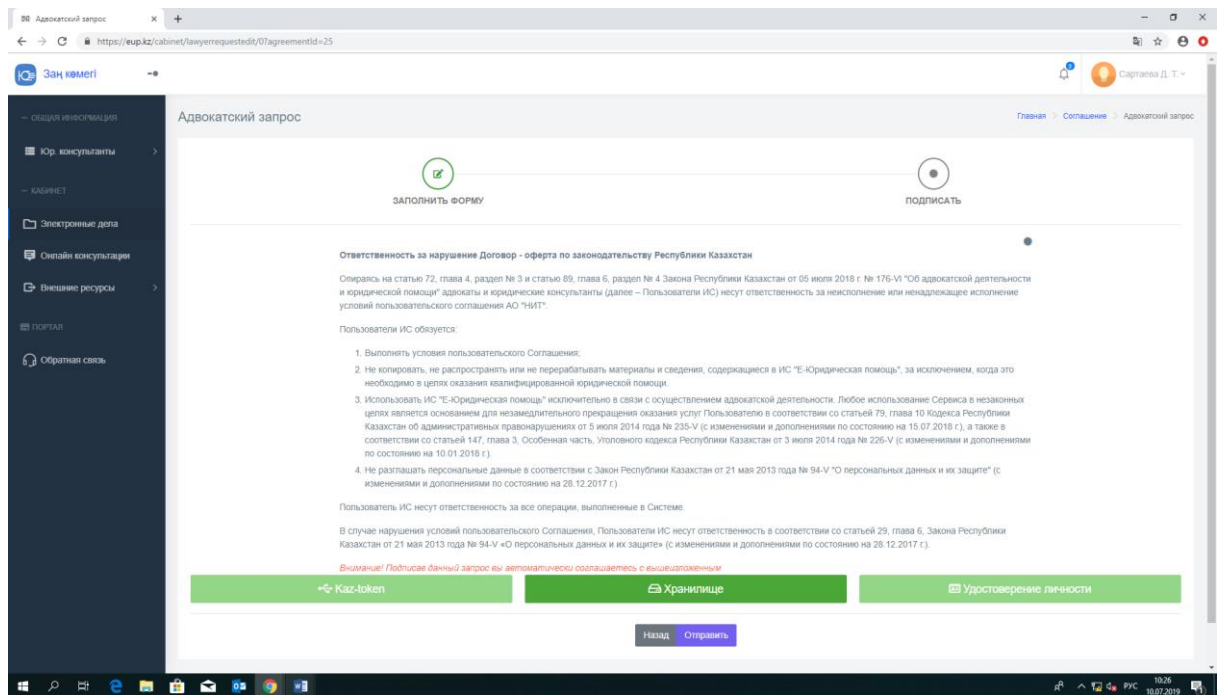 Адвокатский запрос
https://eup.kz/cabinet/lawyerrequestedit/0?agreementId=25
Заң көмегі
3
Сартаева Д. Т.
ОБЩАЯ ИНФОРМАЦИЯ
Юр. консультанты
КАБИНЕТ
Электронные дела
Онлайн консультации
Внешние ресурсы
ПОРТАЛ
Обратная связь
Адвокатский запрос
Главная > Соглашение > Адвокатский запрос
ЗАПОЛНИТЬ ФОРМУ
ПОДПИСАТЬ
Ответственность за нарушение Договор - оферта по законодательству Республики Казахстан
Опираясь на статью 72, глава 4, раздел № 3 и статью 89, глава 6, раздел № 4 Закона Республики Казахстан от 05 июля 2018 г. № 176-VI "Об адвокатской деятельности
и юридической помощи" адвокаты и юридические консультанты (далее – Пользователи ИС) несут ответственность за неисполнение или ненадлежащее исполнение
условий пользовательского соглашения АО "НИТ".
Пользователи ИС обязуется:
1. Выполнять условия пользовательского Соглашения;
2. Не копировать, не распространять или не перерабатывать материалы и сведения, содержащиеся в ИС "Е-Юридическая помощь", за исключением, когда это
необходимо в целях оказания квалифицированной юридической помощи.
3. Использовать ИС "Е-Юридическая помощь" исключительно в связи с осуществлением адвокатской деятельности. Любое использование Сервиса в незаконных
целях является основанием для незамедлительного прекращения оказания услуг Пользователю в соответствии со статьей 79, глава 10 Кодекса Республики
Казахстан об административных правонарушениях от 5 июля 2014 года № 235-V (с изменениями и дополнениями по состоянию на 15.07.2018 г.), а также в
соответствии со статьей 147, глава 3, Особенная часть, Уголовного кодекса Республики Казахстан от 3 июля 2014 года № 226-V (с изменениями и дополнениями
по состоянию на 10.01.2018 г.)
4. Не разглашать персональные данные в соответствии с Закон Республики Казахстан от 21 мая 2013 года № 94-V "О персональных данных и их защите" (с
изменениями и дополнениями по состоянию на 28.12.2017 г.)
Пользователь ИС несут ответственность за все операции, выполненные в Системе.
В случае нарушения условий пользовательского Соглашения, Пользователи ИС несут ответственность в соответствии со статьей 29, глава 6, Закона Республики
Казахстан от 21 мая 2013 года № 94-V «О персональных данных и их защите» (с изменениями и дополнениями по состоянию на 28.12.2017 г.).
Внимание! Подписав данный запрос вы автоматически соглашаетесь с вышеизложенным
Kaz-token
Хранилище
Удостоверение личности
Назад
Отправить
РУС
10:26
10.07.2019